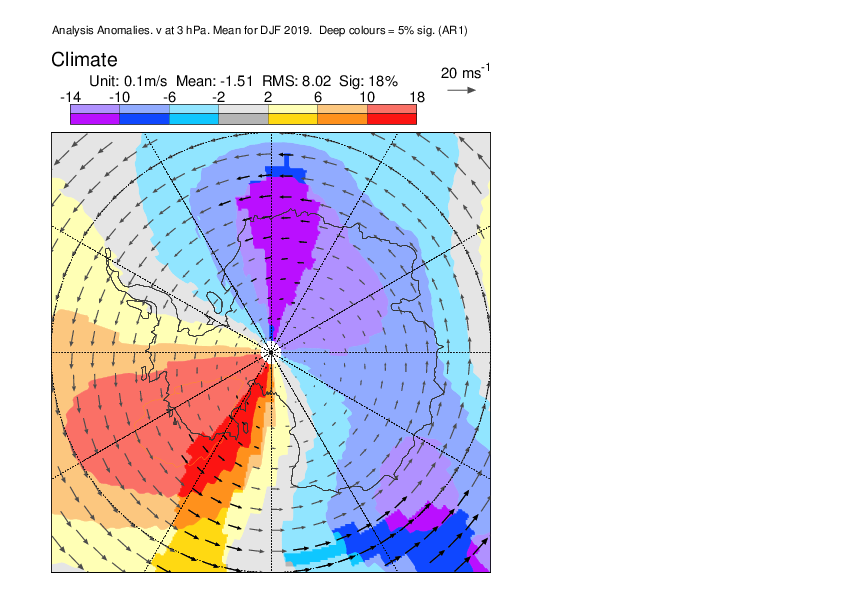 Analysis Anomalies. v at 3 hPa. Mean for DJF 2019.  Deep colours = 5% sig. (AR1)
Climate
20 ms-1
Unit: 0.1m/s  Mean: -1.51  RMS: 8.02  Sig: 18%
-14 -10 -6 -2 2 6 10 18